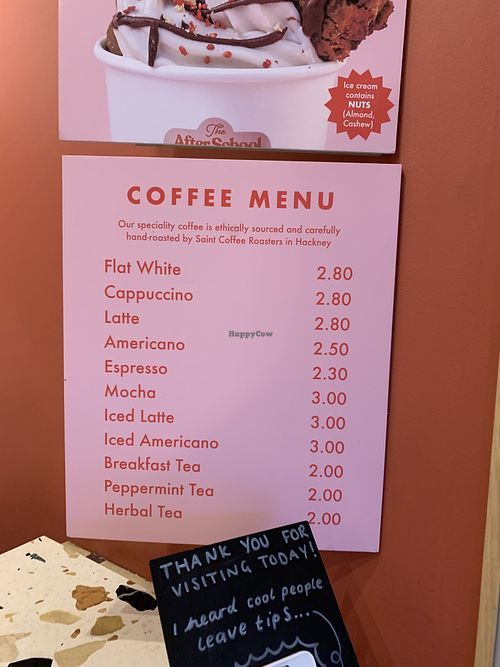 Ice cream
contains
NUTS
(Almond,
Cashew)
The
After School
COFFEE MENU
Our speciality coffee is ethically sourced and carefully
hand-roasted by Saint Coffee Roasters in Hackney
Flat White 2.80
Cappuccino 2.80
Latte 2.80
HappyCow
Americano 2.50
Espresso 2.30
Mocha 3.00
Iced Latte 3.00
Iced Americano 3.00
Breakfast Tea 2.00
Peppermint Tea 2.00
Herbal Tea 2.00
THANK YOU FOR
VISITING TODAY!
I heard cool people
leave tips...